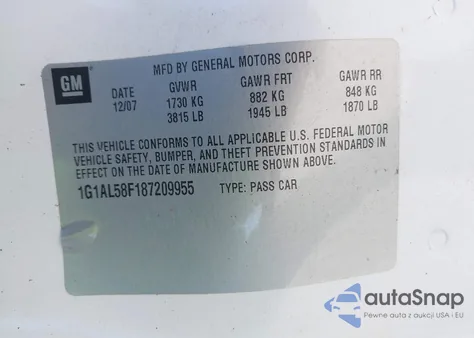 MFD BY GENERAL MOTORS CORP.
GM
DATE GVWR GAWR FRT GAWR RR
12/07 1730 KG 882 KG 848 KG
3815 LB 1945 LB 1870 LB
THIS VEHICLE CONFORMS TO ALL APPLICABLE U.S. FEDERAL MOTOR
VEHICLE SAFETY, BUMPER, AND THEFT PREVENTION STANDARDS IN
EFFECT ON THE DATE OF MANUFACTURE SHOWN ABOVE.
1G1AL58F187209955 TYPE: PASS CAR
autoSnap
Pewne auta z aukcji USA i EU